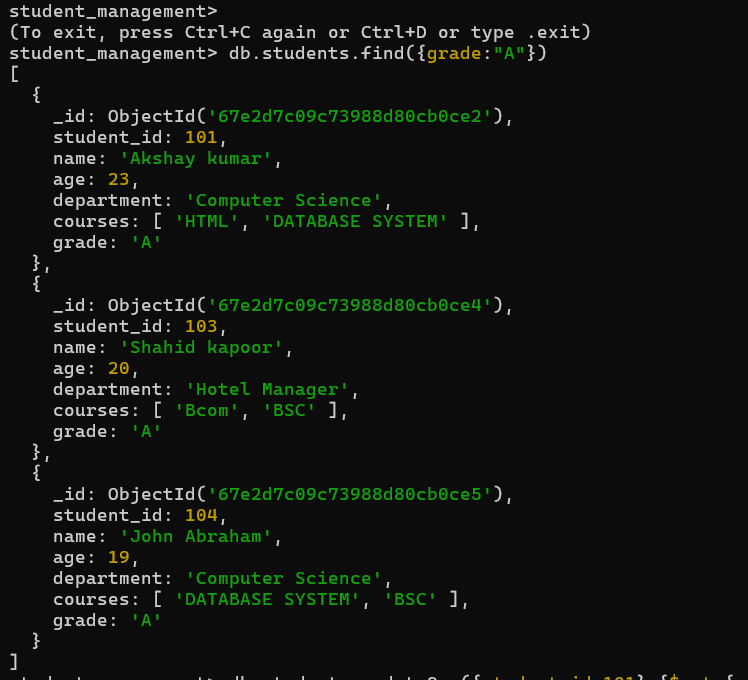 student_management>
(To exit, press Ctrl+C again or Ctrl+D or type .exit)
student_management> db.students.find({grade:"A"})
[
  {
    _id: ObjectId('67e2d7c09c73988d80cb0ce2'),
    student_id: 101,
    name: 'Akshay kumar',
    age: 23,
    department: 'Computer Science',
    courses: [ 'HTML', 'DATABASE SYSTEM' ],
    grade: 'A'
  },
  {
    _id: ObjectId('67e2d7c09c73988d80cb0ce4'),
    student_id: 103,
    name: 'Shahid kapoor',
    age: 20,
    department: 'Hotel Manager',
    courses: [ 'Bcom', 'BSC' ],
    grade: 'A'
  },
  {
    _id: ObjectId('67e2d7c09c73988d80cb0ce5'),
    student_id: 104,
    name: 'John Abraham',
    age: 19,
    department: 'Computer Science',
    courses: [ 'DATABASE SYSTEM', 'BSC' ],
    grade: 'A'
  }
]